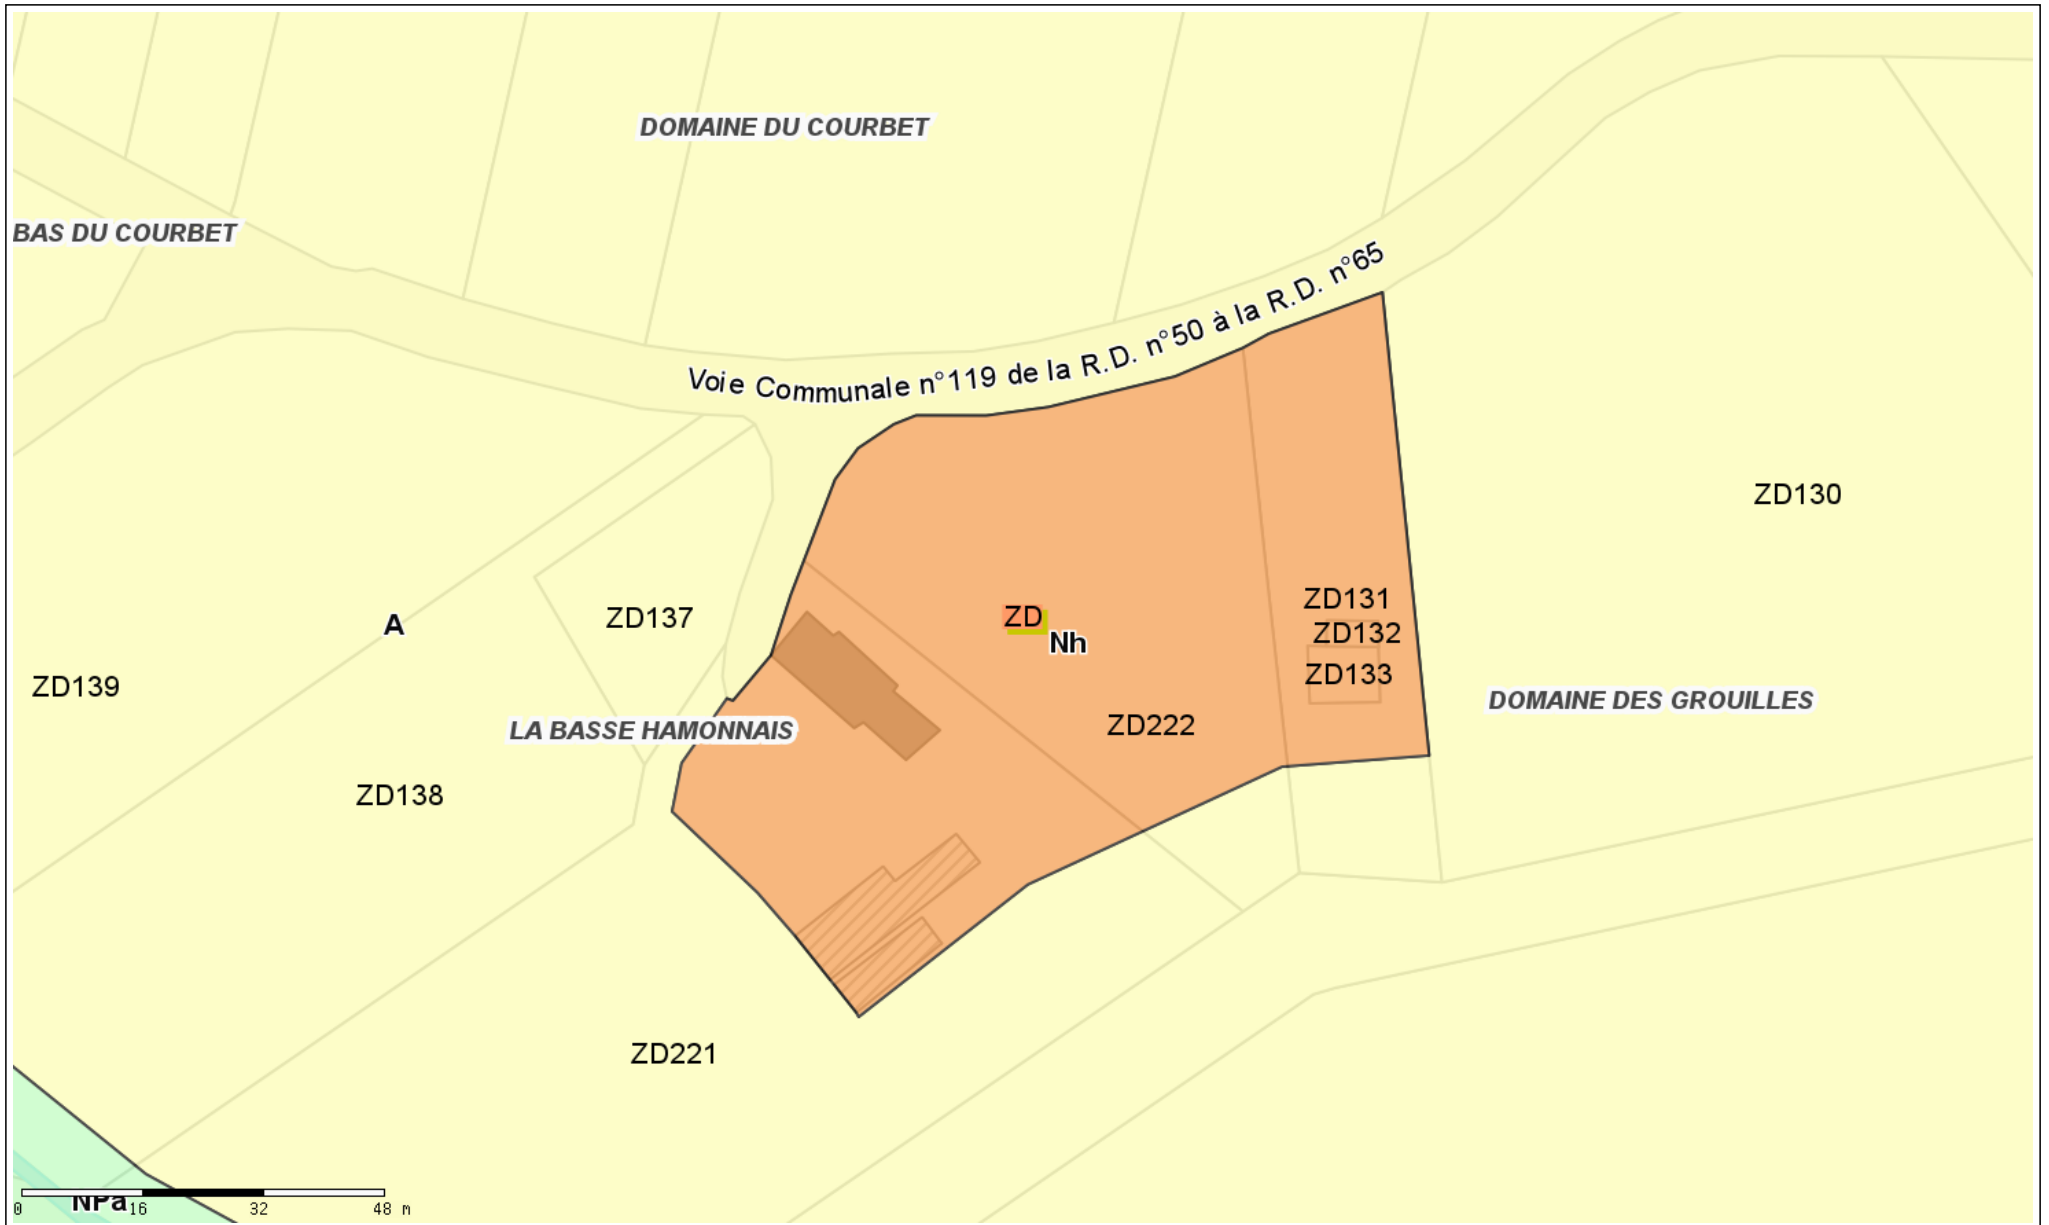 DOMAINE DU COURBET
BAS DU COURBET
Voie Communale n°119 de la R.D. n°50 à la R.D. n°65
ZD130
ZD131
ZD
ZD137
A
ZD132
Nh
ZD133
ZD139
DOMAINE DES GROUILLES
ZD222
LA BASSE HAMONNAIS
ZD138
ZD221
NPa
0 16 32 48 m